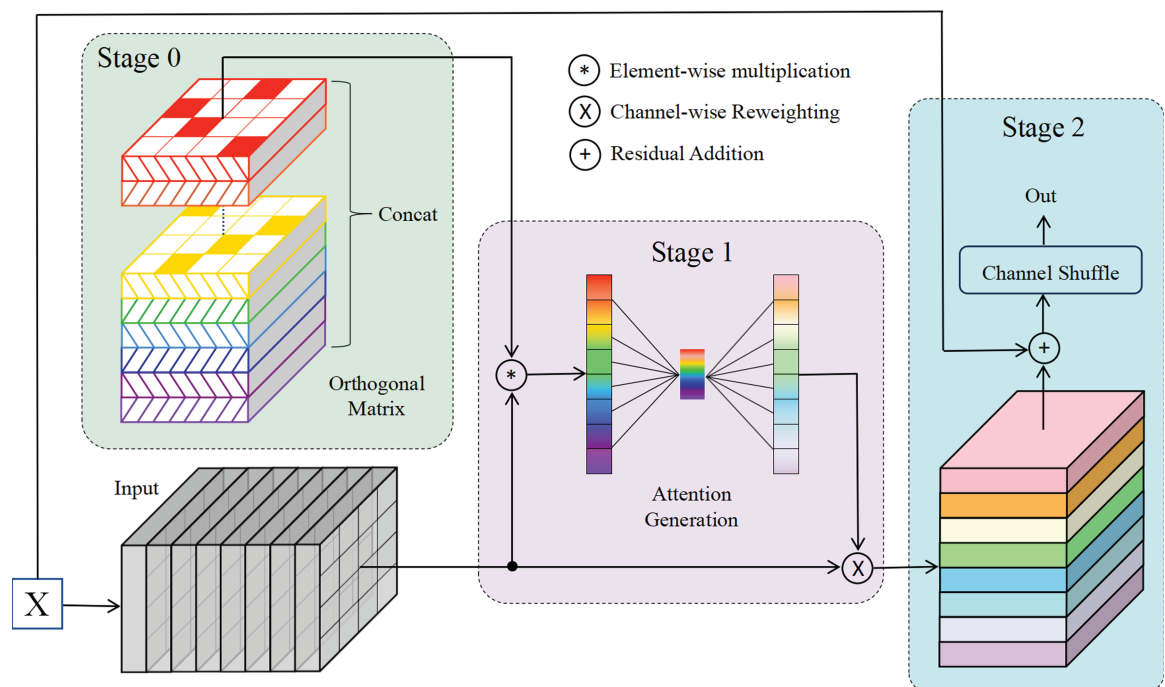 Stage 0
Concat
Orthogonal
Matrix
* Element-wise multiplication
X Channel-wise Reweighting
+ Residual Addition
Stage 1
*
Attention
Generation
X
Stage 2
Out
Channel Shuffle
+
Input
X